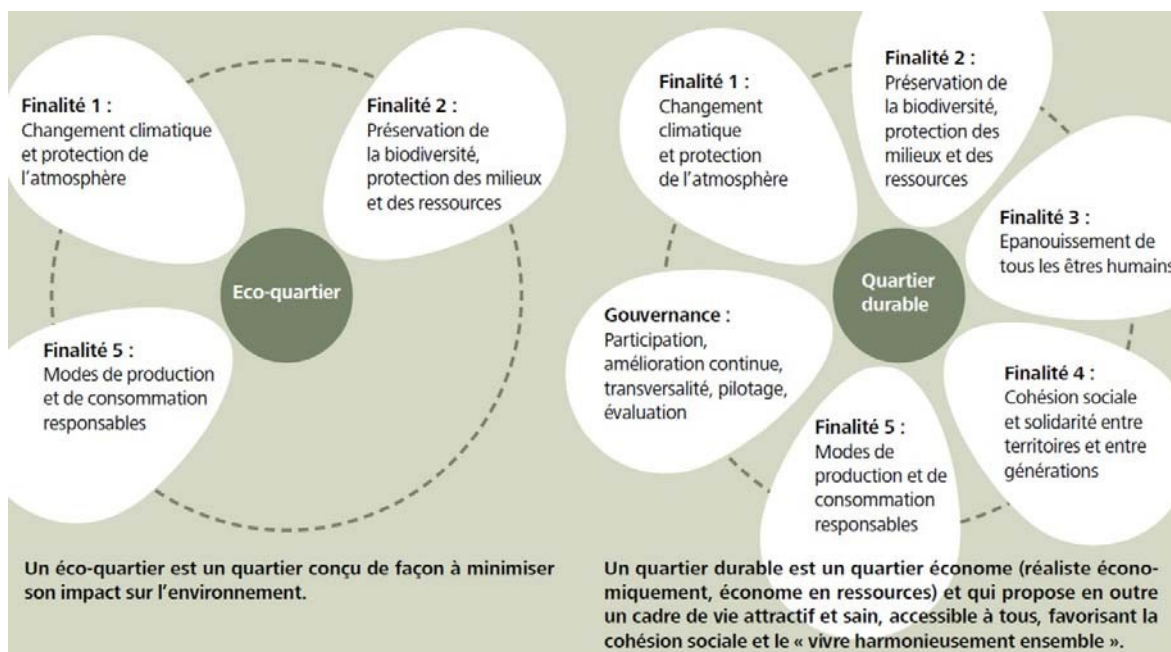 Finalité 1 :
Changement climatique
et protection de
l'atmosphère
Finalité 2 :
Préservation de
la biodiversité,
protection des milieux
et des ressources
Eco-quartier
Finalité 5 :
Modes de production
et de consommation
responsables
Un éco-quartier est un quartier conçu de façon à minimiser
son impact sur l'environnement.
Finalité 1 :
Changement
climatique
et protection
de l'atmosphère
Finalité 2 :
Préservation de
la biodiversité,
protection des
milieux et des
ressources
Finalité 3 :
Epanouissement de
tous les êtres humains
Quartier
durable
Gouvernance :
Participation,
amélioration continue,
transversalité, pilotage,
évaluation
Finalité 4 :
Cohésion sociale
et solidarité entre
territoires et entre
générations
Finalité 5 :
Modes de
production et de
consommation
responsables
Un quartier durable est un quartier économe (réaliste écono-
miquement, économe en ressources) et qui propose en outre
un cadre de vie attractif et sain, accessible à tous, favorisant la
cohésion sociale et le « vivre harmonieusement ensemble ».